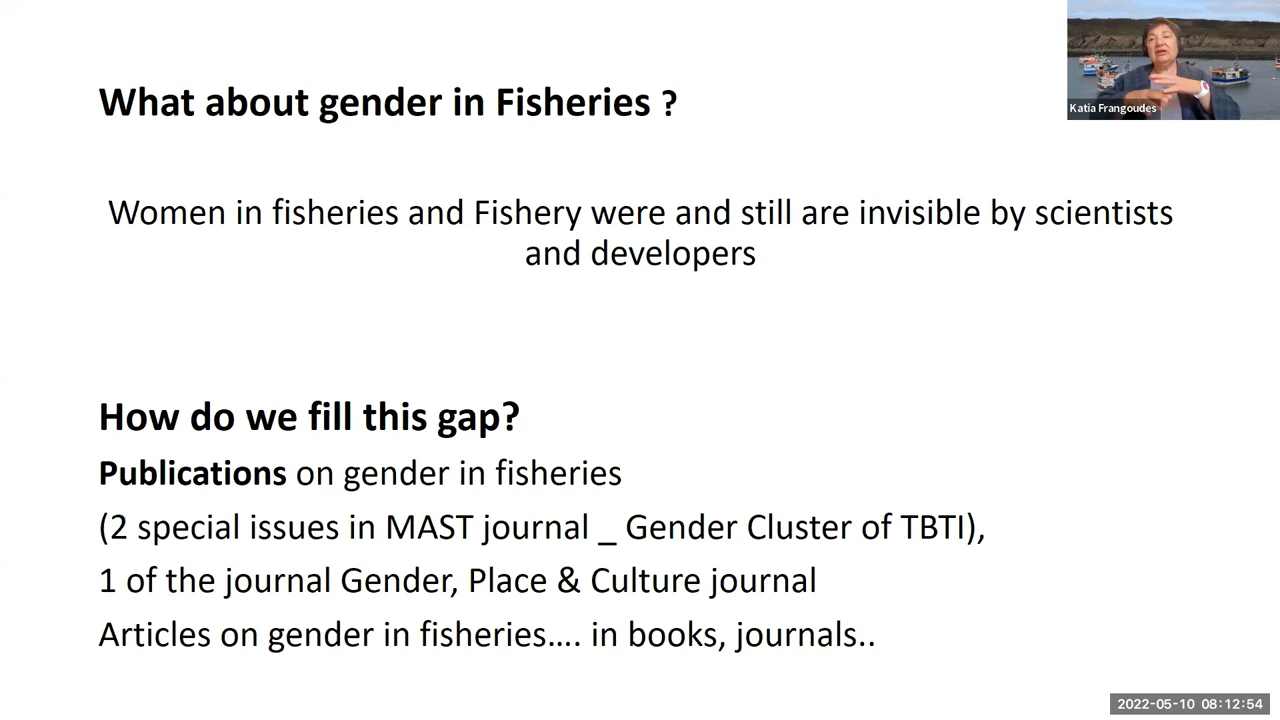 What about gender in Fisheries ?
Katia Frangoudes
Women in fisheries and Fishery were and still are invisible by scientists
and developers
How do we fill this gap?
Publications on gender in fisheries
(2 special issues in MAST journal _ Gender Cluster of TBTI),
1 of the journal Gender, Place & Culture journal
Articles on gender in fisheries.... in books, journals..
2022-05-10 08:12:54